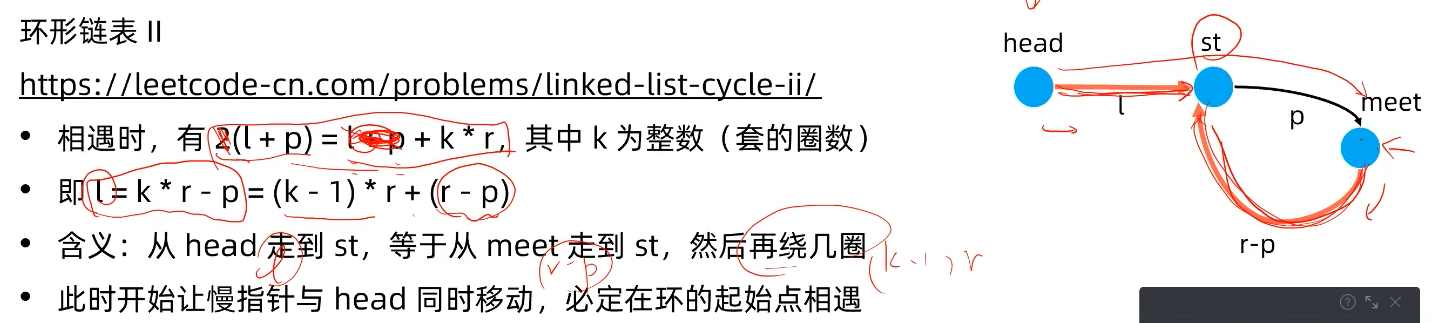 环形链表 II
https://leetcode-cn.com/problems/linked-list-cycle-ii/
• 相遇时，有 2(l + p) = l + p + k * r，其中 k 为整数（套的圈数）
• 即 l = k * r - p = (k - 1) * r + (r - p)
• 含义：从 head 走到 st，等于从 meet 走到 st，然后再绕几圈
l
r-p
(k-1)r
• 此时开始让慢指针与 head 同时移动，必定在环的起始点相遇
head
st
l
p
meet
r-p